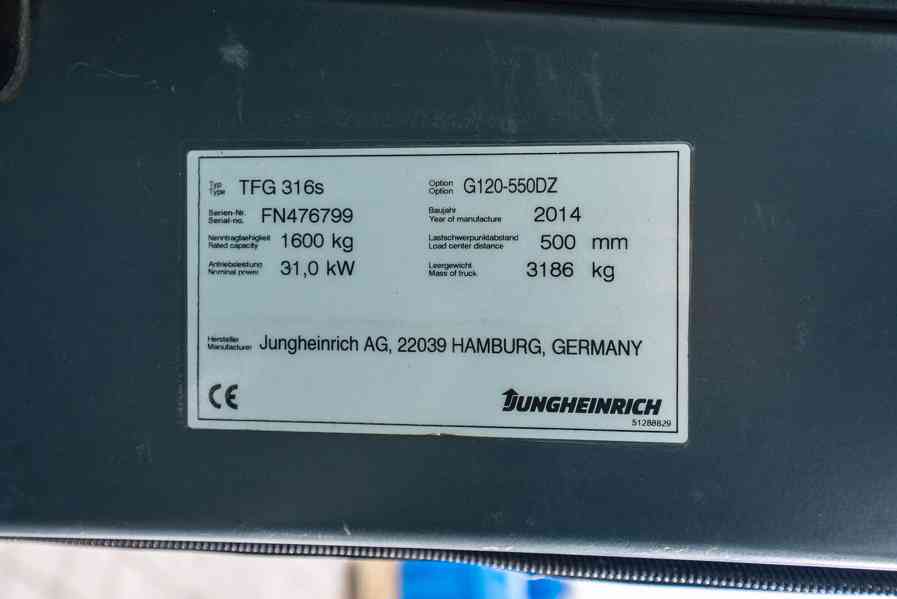 Typ
Type TFG 316s
Option
Option G120-550DZ
Serien-Nr.
Serial-no. FN476799
Baujahr
Year of manufacture 2014
Nenntragfaehigkeit
Rated capacity 1600 kg
Lastschwerpunktabstand
Load center distance 500 mm
Antriebsleistung
Nominal power 31,0 kW
Leergewicht
Mass of truck 3186 kg
Hersteller
Manufacturer Jungheinrich AG, 22039 HAMBURG, GERMANY
CE
JUNGHEINRICH
51288829